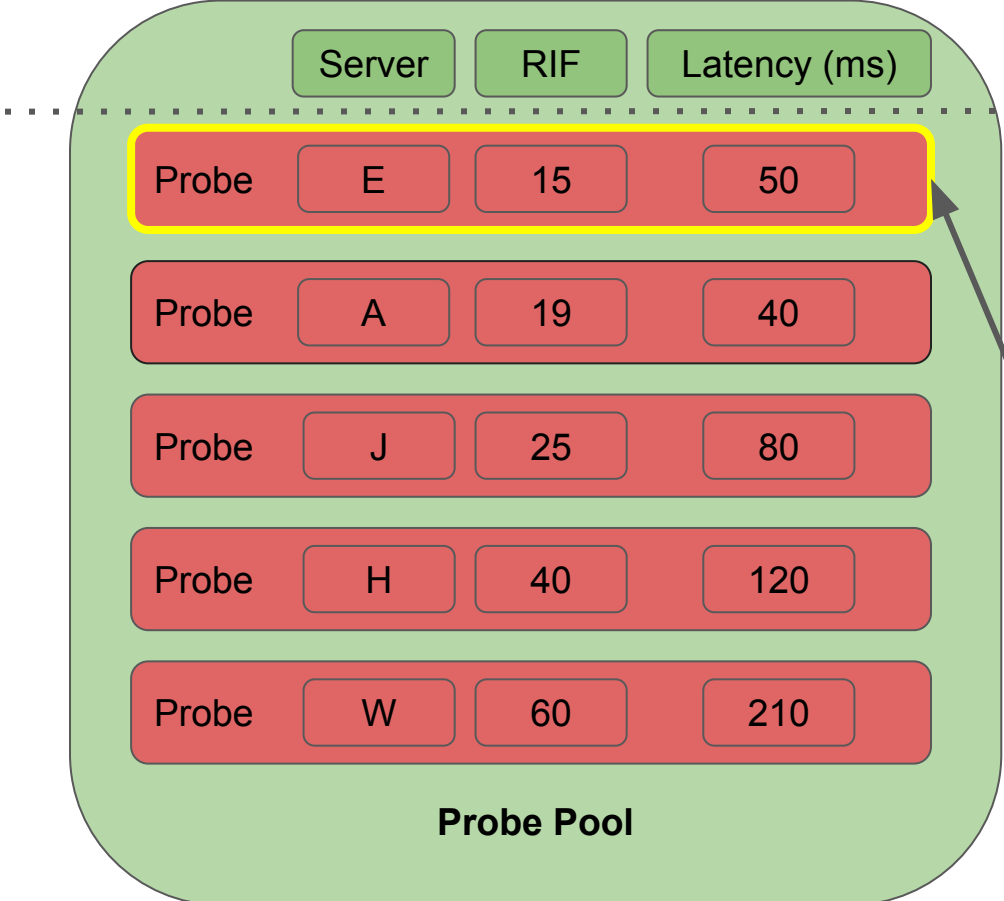 Server RIF Latency (ms)
Probe E 15 50
Probe A 19 40
Probe J 25 80
Probe H 40 120
Probe W 60 210
Probe Pool